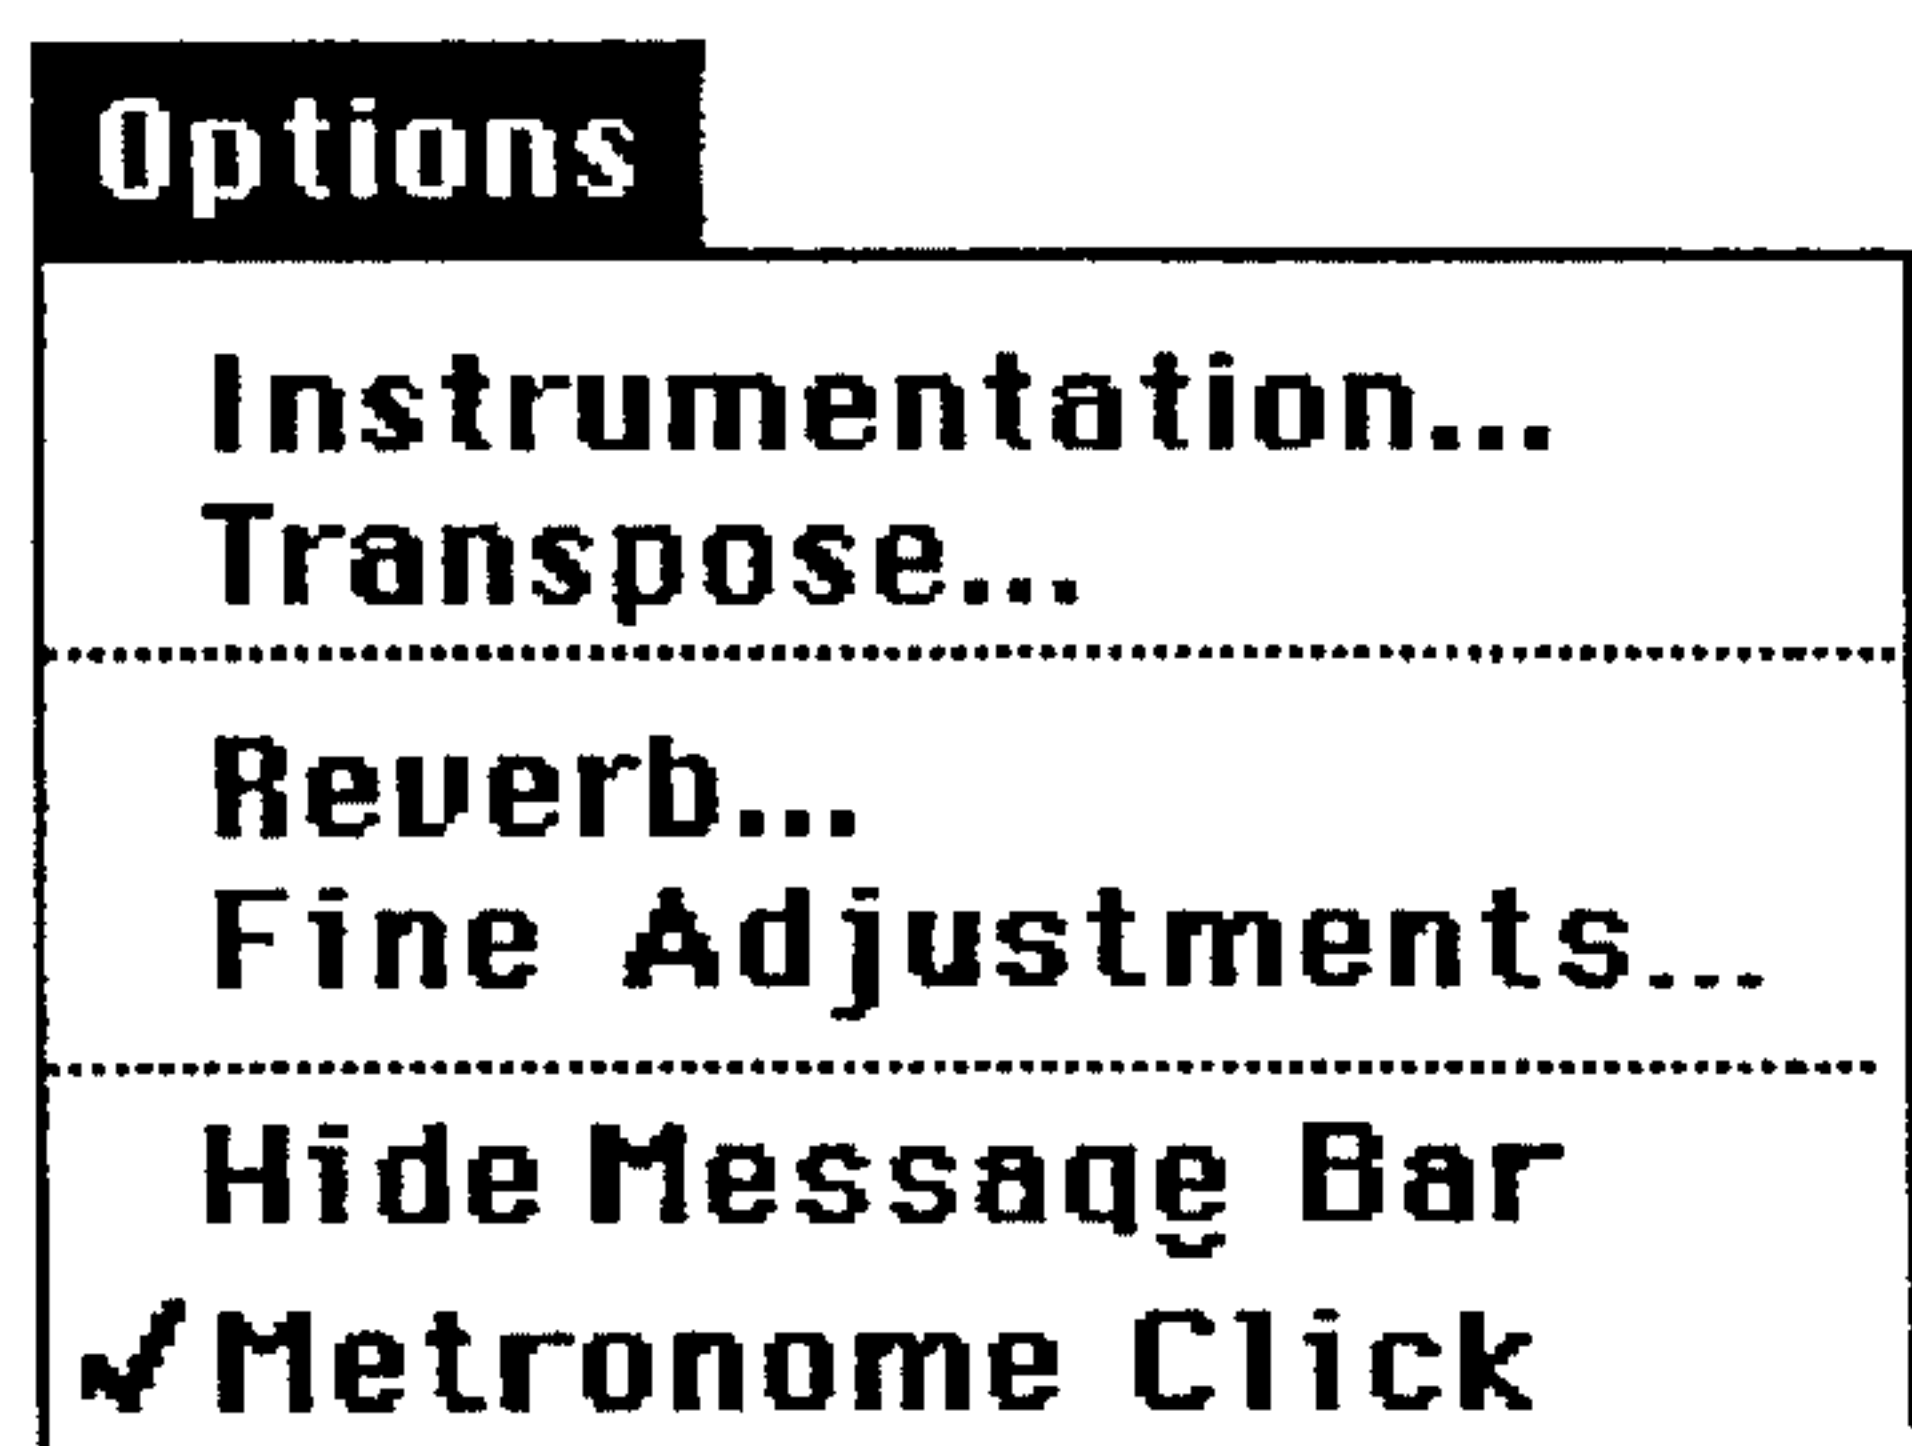 Options
Instrumentation...
Transpose...
Reverb...
Fine Adjustments...
Hide Message Bar
✓Metronome Click